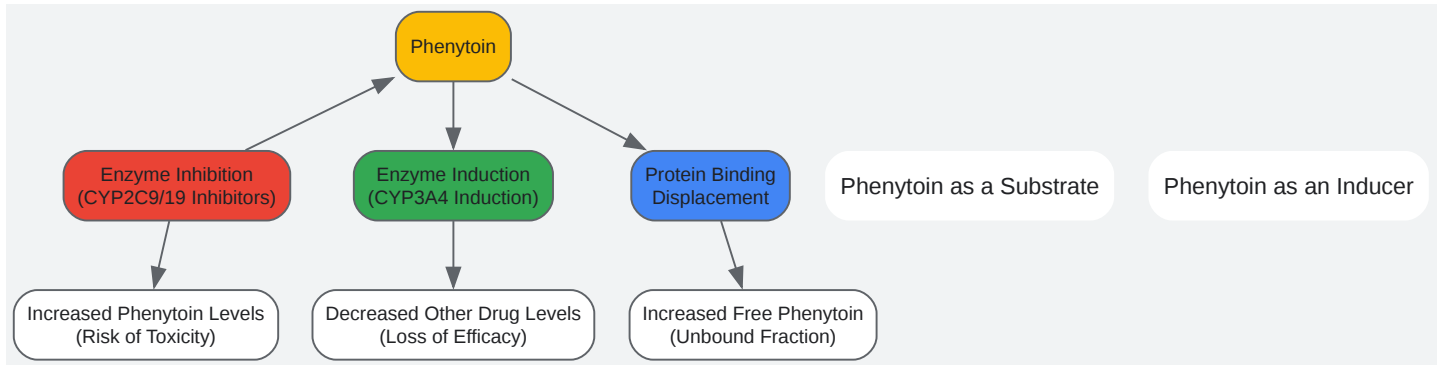 Phenytoin
Enzyme Inhibition
(CYP2C9/19 Inhibitors)
Enzyme Induction
(CYP3A4 Induction)
Protein Binding
Displacement
Phenytoin as a Substrate
Phenytoin as an Inducer
Increased Phenytoin Levels
(Risk of Toxicity)
Decreased Other Drug Levels
(Loss of Efficacy)
Increased Free Phenytoin
(Unbound Fraction)